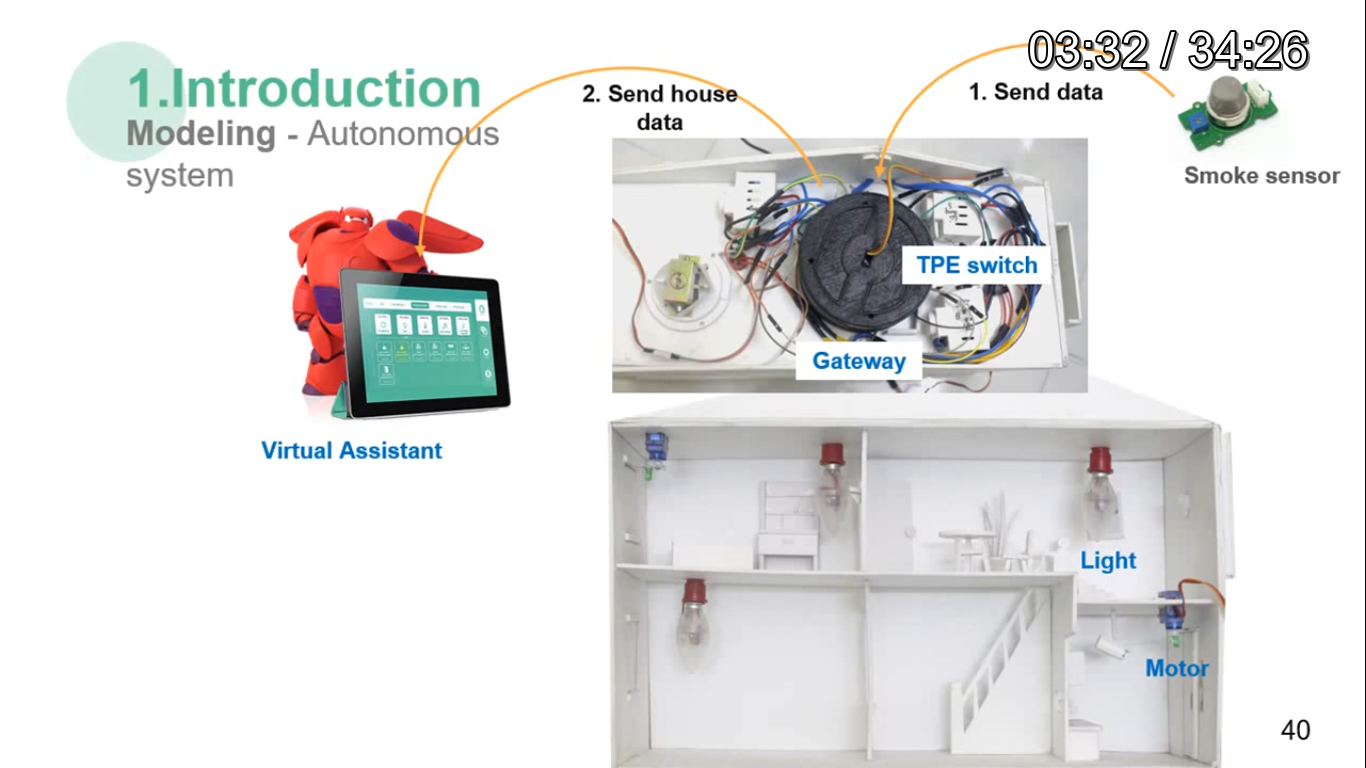 03:32 / 34:26
1.Introduction
Modeling - Autonomous
system
2. Send house
data
1. Send data
Smoke sensor
TPE switch
Gateway
Virtual Assistant
Light
Motor
40